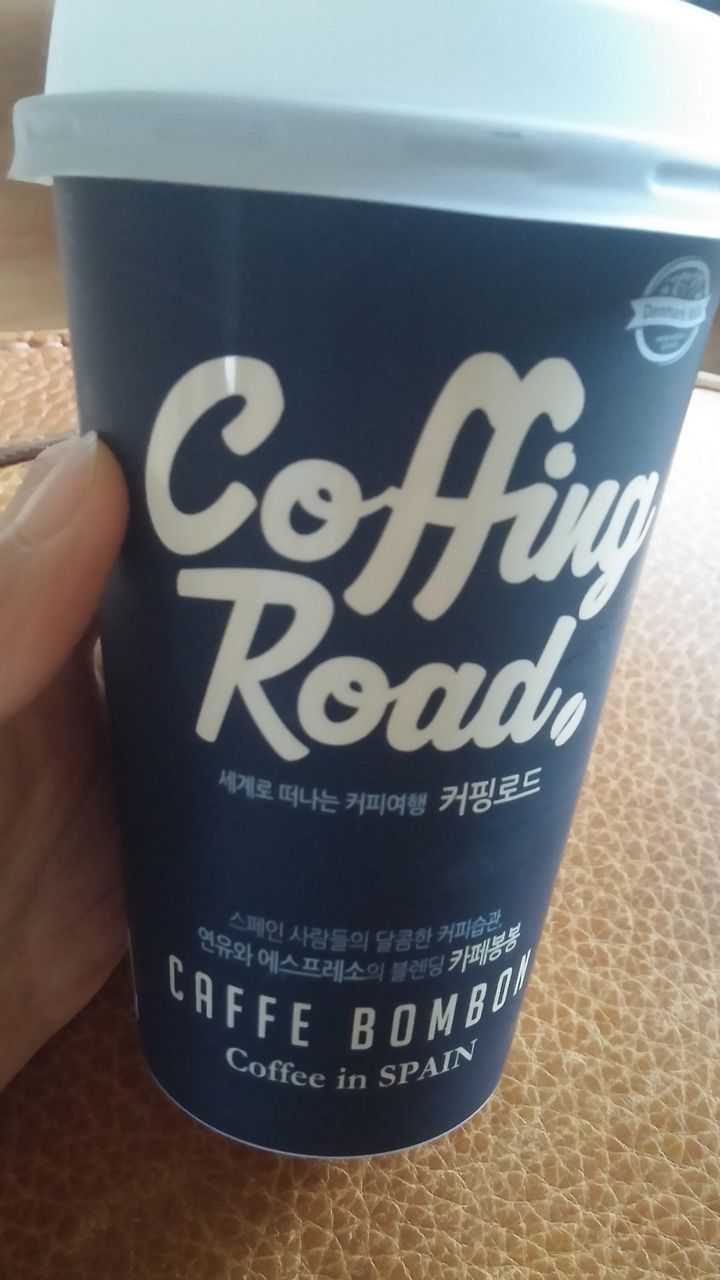 Denmark
Coffing
Road.
세계로 떠나는 커피여행 커핑로드
스페인 사람들의 달콤한 커피습관,
연유와 에스프레소의 블렌딩 카페봉봉
CAFFE BOMBON
Coffee in SPAIN